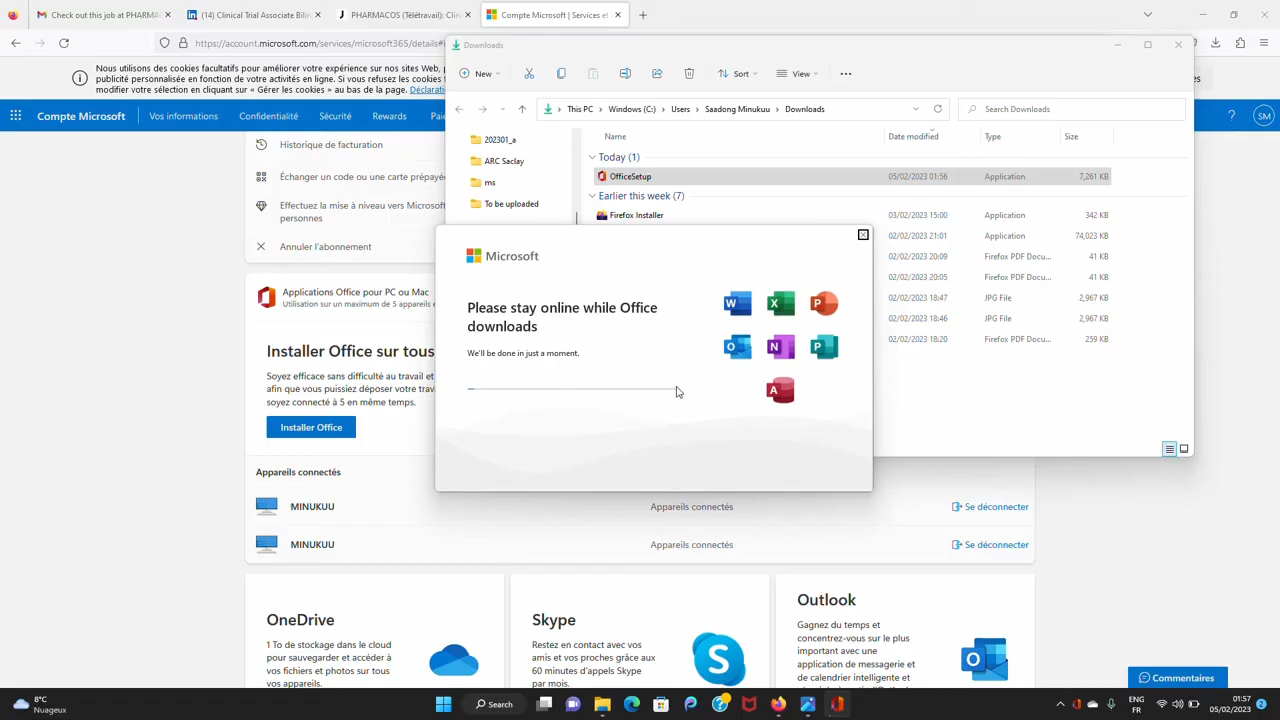 Check out this job at PHARMA
(14) Clinical Trial Associate Bilin
PHARMACOS (Télétravail): Clin
Compte Microsoft | Services et
https://account.microsoft.com/services/microsoft365/details#i
Nous utilisons des cookies facultatifs pour améliorer votre expérience sur nos sites Web,
publicité personnalisée en fonction de votre activités en ligne. Si vous refusez les cookies
modifier votre sélection en cliquant sur « Gérer les cookies » au bas de la page. Déclarati
es
Compte Microsoft
Vos informations
Confidentialité
Sécurité
Rewards
Paie
SM
Historique de facturation
Échanger un code ou une carte prépayée
Effectuez la mise à niveau vers Microsoft
personnes
Annuler l'abonnement
Applications Office pour PC ou Mac
Utilisation sur un maximum de 5 appareils e
Installer Office sur tous
Soyez efficace sans difficulté au travail et
afin que vous puissiez déposer votre trav
soyez connecté à 5 en même temps.
Installer Office
Appareils connectés
MINUKUU
Appareils connectés
Se déconnecter
MINUKUU
Appareils connectés
Se déconnecter
OneDrive
1 To de stockage dans le cloud
pour sauvegarder et accéder à
vos fichiers et photos sur tous
vos appareils.
Skype
Restez en contact avec vos
amis et vos proches grâce aux
60 minutes d'appels Skype
par mois.
Outlook
Gagnez du temps et
concentrez-vous sur le plus
important avec une
application de messagerie et
de calendrier intelligente et
Commentaires
Downloads
New
Sort
View
This PC > Windows (C:) > Users > Saadong Minukuu > Downloads
Search Downloads
202301_a
ARC Saclay
ms
To be uploaded
Name Date modified Type Size
Today (1)
OfficeSetup 05/02/2023 01:56 Application 7,261 KB
Earlier this week (7)
Firefox Installer 03/02/2023 15:00 Application 342 KB
02/02/2023 21:01 Application 74,023 KB
02/02/2023 20:09 Firefox PDF Docu... 41 KB
02/02/2023 20:05 Firefox PDF Docu... 41 KB
02/02/2023 18:47 JPG File 2,967 KB
02/02/2023 18:46 JPG File 2,967 KB
02/02/2023 18:20 Firefox PDF Docu... 259 KB
Microsoft
Please stay online while Office
downloads
We'll be done in just a moment.
W
X
P
O
N
P
A
8°C
Nuageux
Search
ENG
FR
01:57
05/02/2023
2